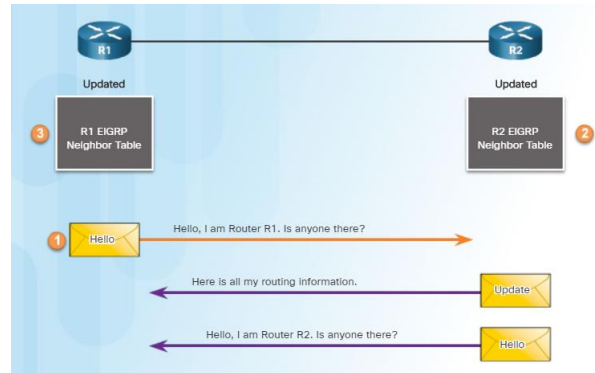 R1
R2
Updated
Updated
3
R1 EIGRP
Neighbor Table
R2 EIGRP
Neighbor Table
2
1
Hello
Hello, I am Router R1. Is anyone there?
Here is all my routing information.
Update
Hello, I am Router R2. Is anyone there?
Hello